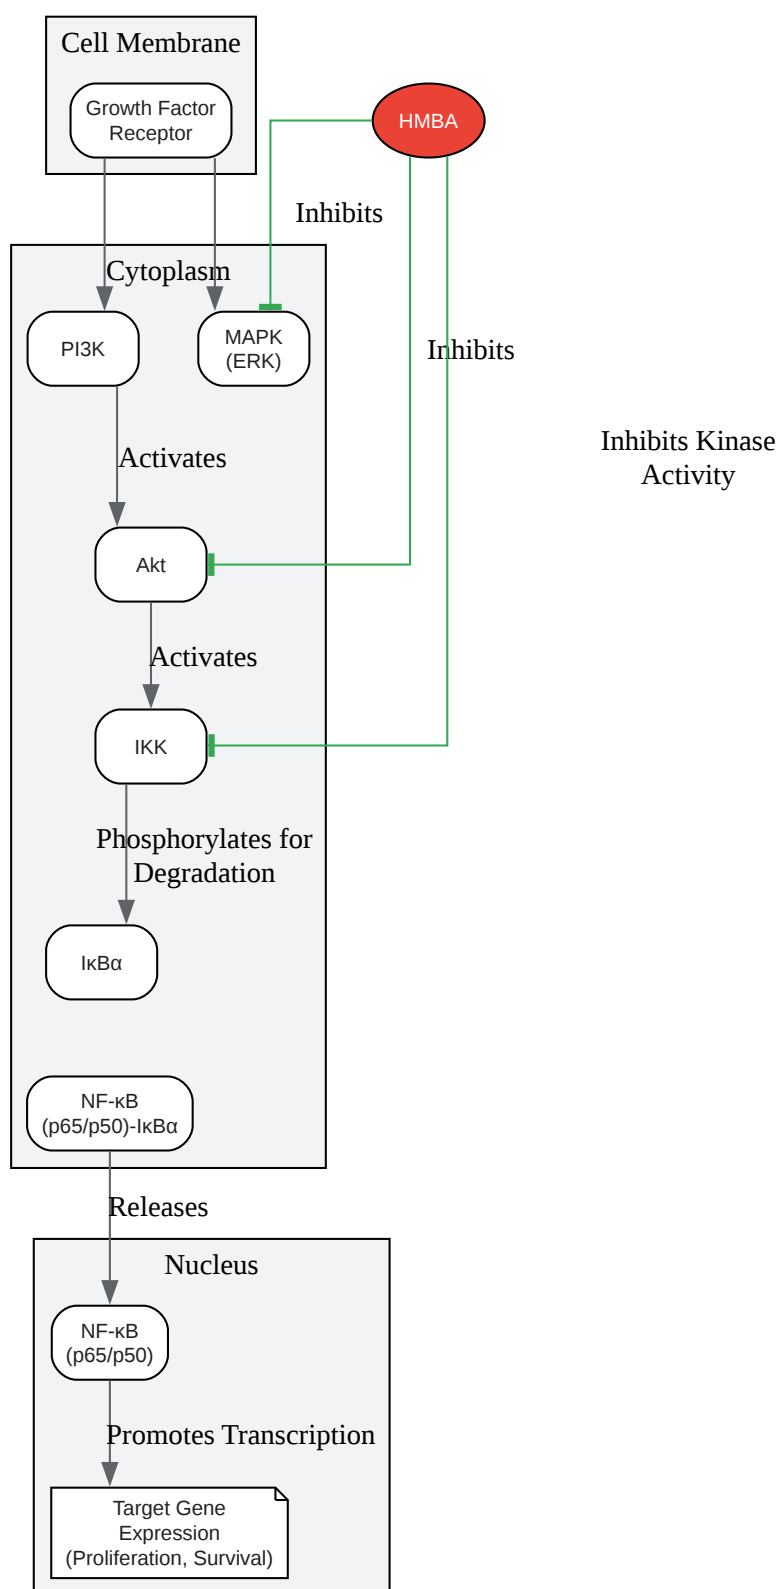 Cell Membrane
Growth Factor
Receptor
HMBA
Inhibits
Cytoplasm
PI3K
MAPK
(ERK)
Inhibits
Inhibits Kinase
Activity
Activates
Akt
Activates
IKK
Phosphorylates for
Degradation
IκBα
NF-κB
(p65/p50)-IκBα
Releases
Nucleus
NF-κB
(p65/p50)
Promotes Transcription
Target Gene
Expression
(Proliferation, Survival)